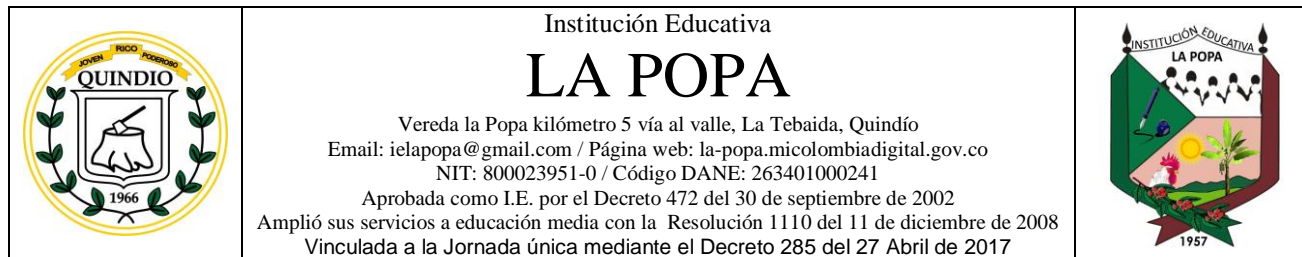 JOVEN RICO PODEROSO
QUINDIO
1966
Institución Educativa
LA POPA
Vereda la Popa kilómetro 5 vía al valle, La Tebaida, Quindío
Email: ielapopa@gmail.com / Página web: la-popa.micolombiadigital.gov.co
NIT: 800023951-0 / Código DANE: 263401000241
Aprobada como I.E. por el Decreto 472 del 30 de septiembre de 2002
Amplió sus servicios a educación media con la Resolución 1110 del 11 de diciembre de 2008
Vinculada a la Jornada única mediante el Decreto 285 del 27 Abril de 2017
INSTITUCIÓN EDUCATIVA
LA POPA
1957